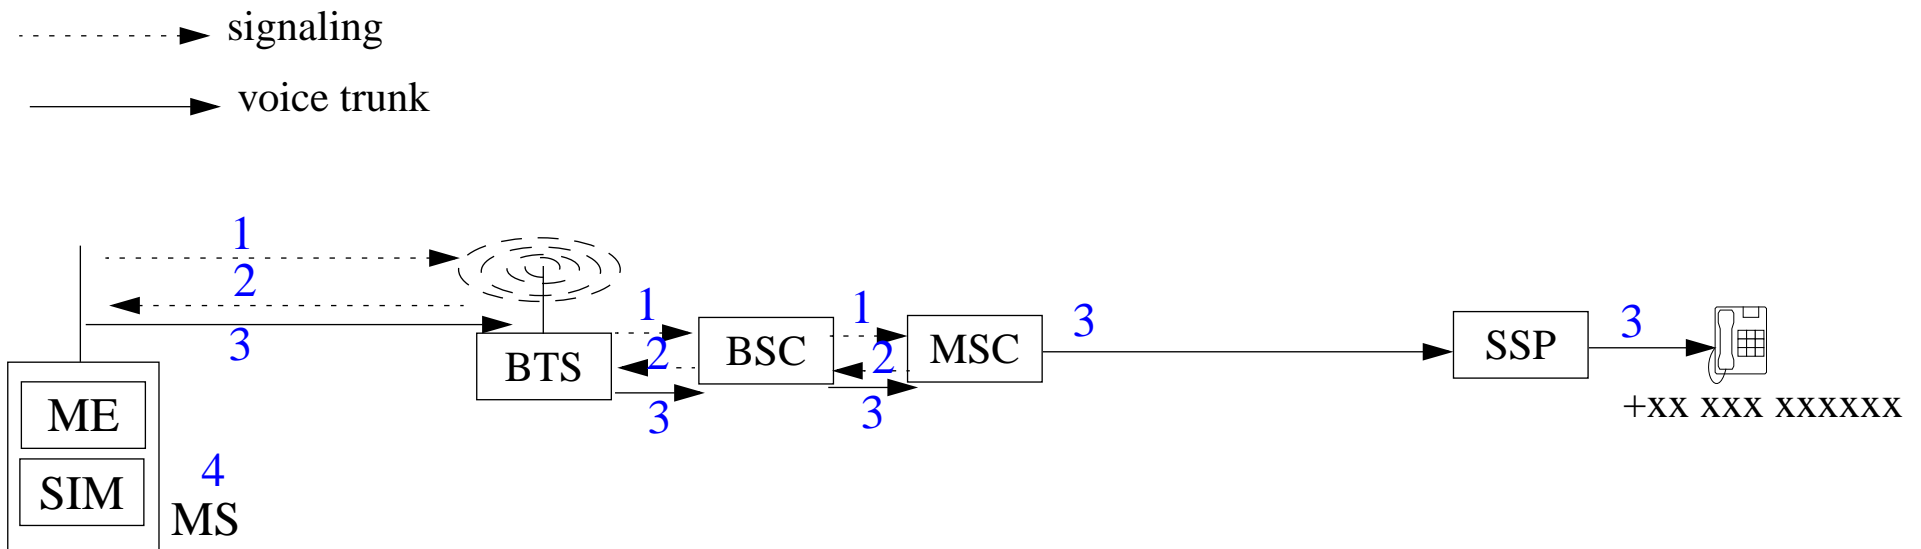 signaling
voice trunk
1
2
3
1
2
3
1
2
3
3
3
BTS
BSC
MSC
SSP
+xx xxx xxxxxx
ME
SIM
4
MS